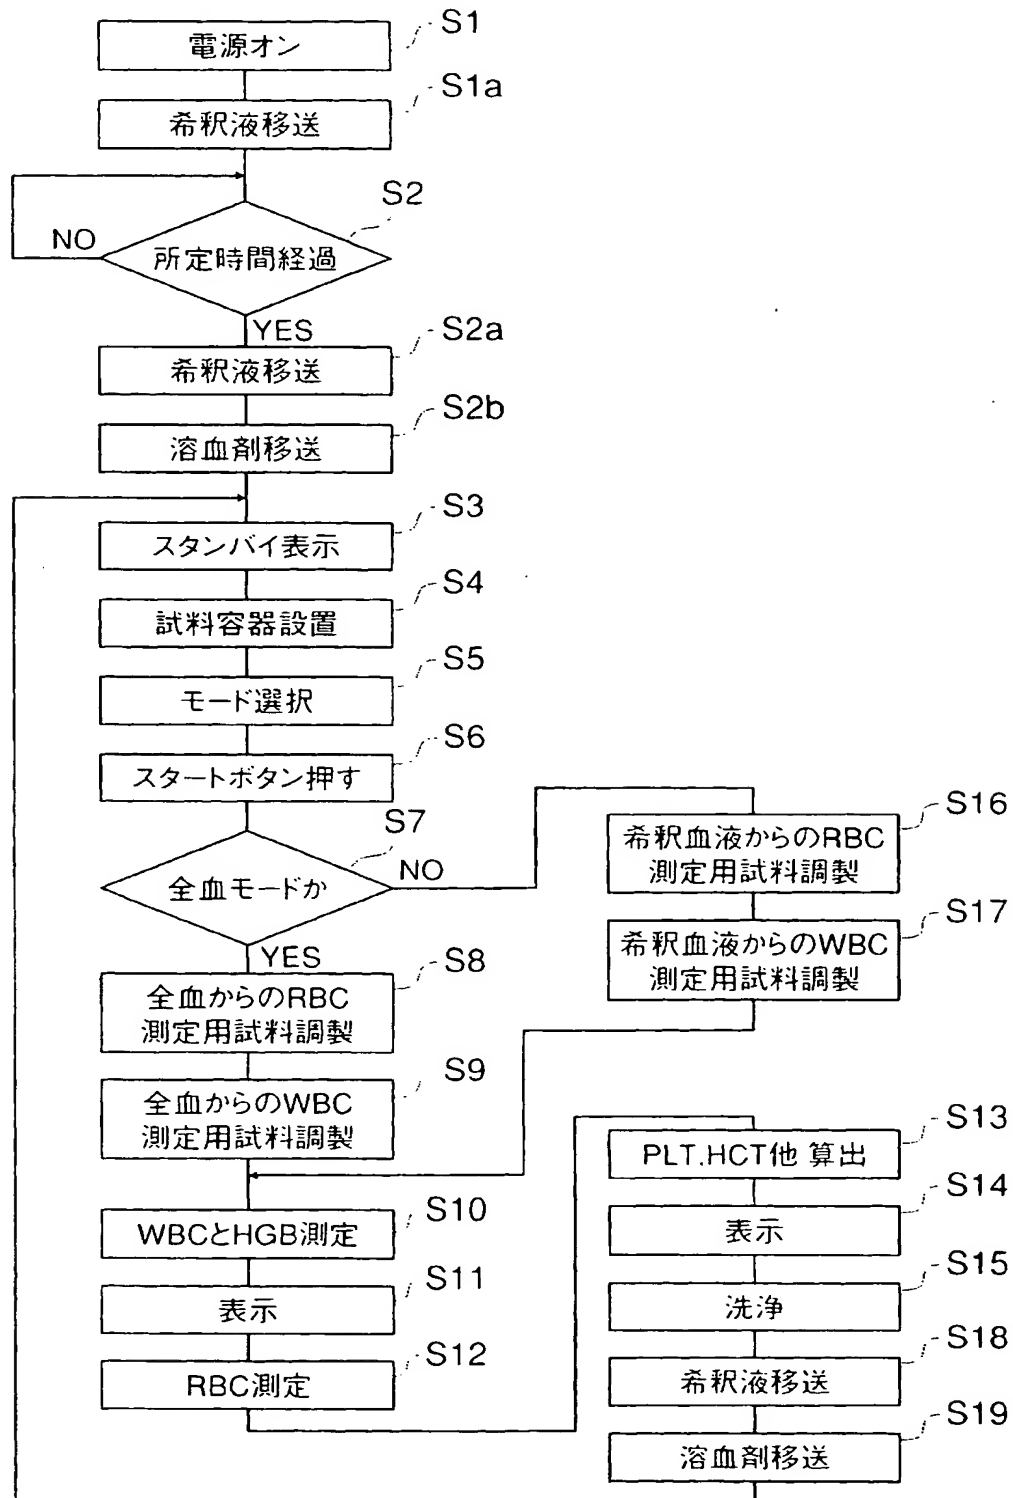 電源オン
S1
希釈液移送
S1a
所定時間経過
S2
NO
YES
希釈液移送
S2a
溶血剤移送
S2b
スタンバイ表示
S3
試料容器設置
S4
モード選択
S5
スタートボタン押す
S6
全血モードか
S7
NO
YES
全血からのRBC
測定用試料調製
S8
全血からのWBC
測定用試料調製
S9
希釈血液からのRBC
測定用試料調製
S16
希釈血液からのWBC
測定用試料調製
S17
WBCとHGB測定
S10
表示
S11
RBC測定
S12
PLT.HCT他 算出
S13
表示
S14
洗浄
S15
希釈液移送
S18
溶血剤移送
S19